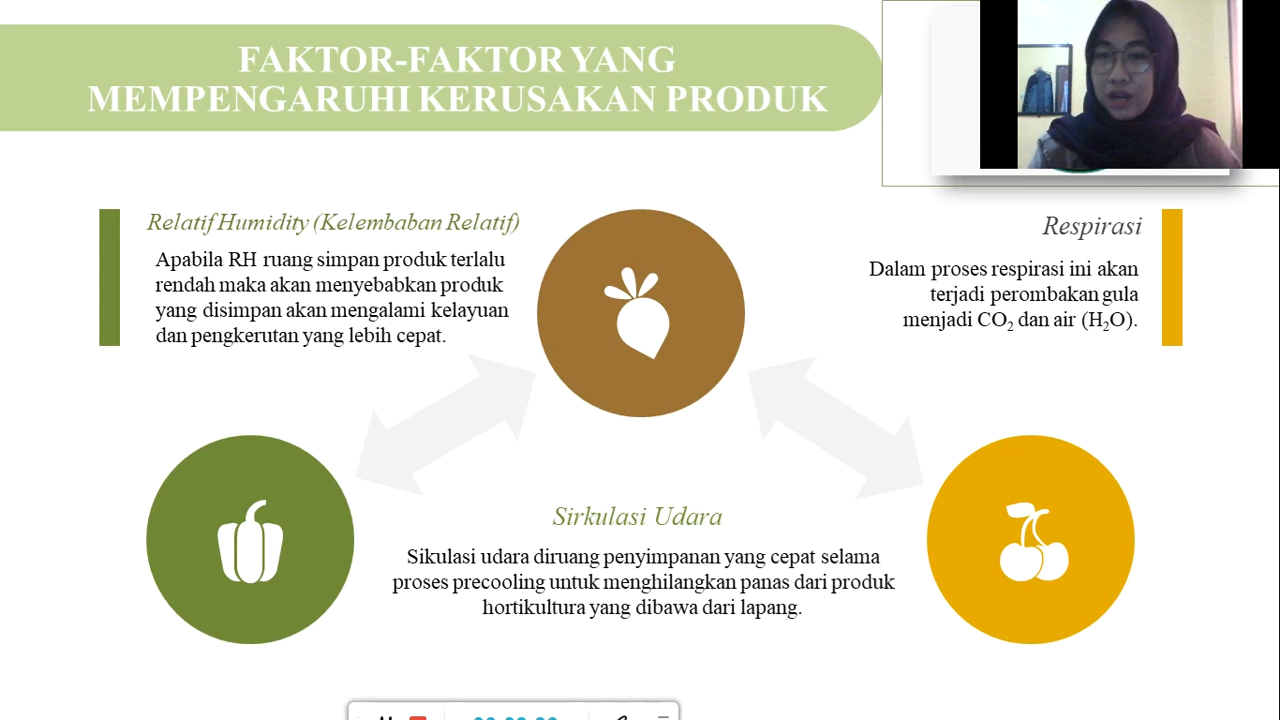 FAKTOR-FAKTOR YANG
MEMPENGARUHI KERUSAKAN PRODUK
Relatif Humidity (Kelembaban Relatif)
Apabila RH ruang simpan produk terlalu
rendah maka akan menyebabkan produk
yang disimpan akan mengalami kelayuan
dan pengkerutan yang lebih cepat.
Respirasi
Dalam proses respirasi ini akan
terjadi perombakan gula
menjadi CO₂ dan air (H₂O).
Sirkulasi Udara
Sikulasi udara diruang penyimpanan yang cepat selama
proses precooling untuk menghilangkan panas dari produk
hortikultura yang dibawa dari lapang.